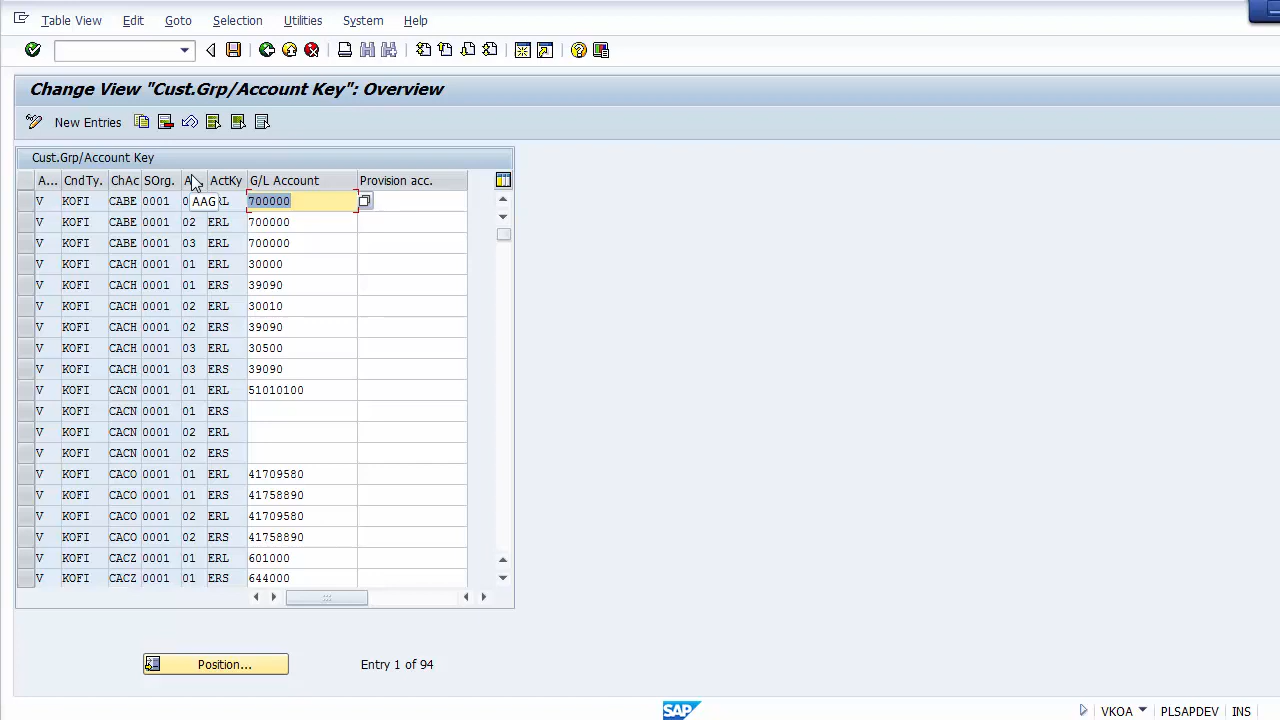 Table View Edit Goto Selection Utilities System Help
Change View "Cust.Grp/Account Key": Overview
New Entries
Cust.Grp/Account Key
A... CndTy. ChAc SOrg. A ActKy G/L Account Provision acc.
V KOFI CABE 0001 0 RL 700000
AAG
V KOFI CABE 0001 02 ERL 700000
V KOFI CABE 0001 03 ERL 700000
V KOFI CACH 0001 01 ERL 30000
V KOFI CACH 0001 01 ERS 39090
V KOFI CACH 0001 02 ERL 30010
V KOFI CACH 0001 02 ERS 39090
V KOFI CACH 0001 03 ERL 30500
V KOFI CACH 0001 03 ERS 39090
V KOFI CACN 0001 01 ERL 51010100
V KOFI CACN 0001 01 ERS
V KOFI CACN 0001 02 ERL
V KOFI CACN 0001 02 ERS
V KOFI CACO 0001 01 ERL 41709580
V KOFI CACO 0001 01 ERS 41758890
V KOFI CACO 0001 02 ERL 41709580
V KOFI CACO 0001 02 ERS 41758890
V KOFI CACZ 0001 01 ERL 601000
V KOFI CACZ 0001 01 ERS 644000
Position... Entry 1 of 94
SAP VKOA PLSAPDEV INS